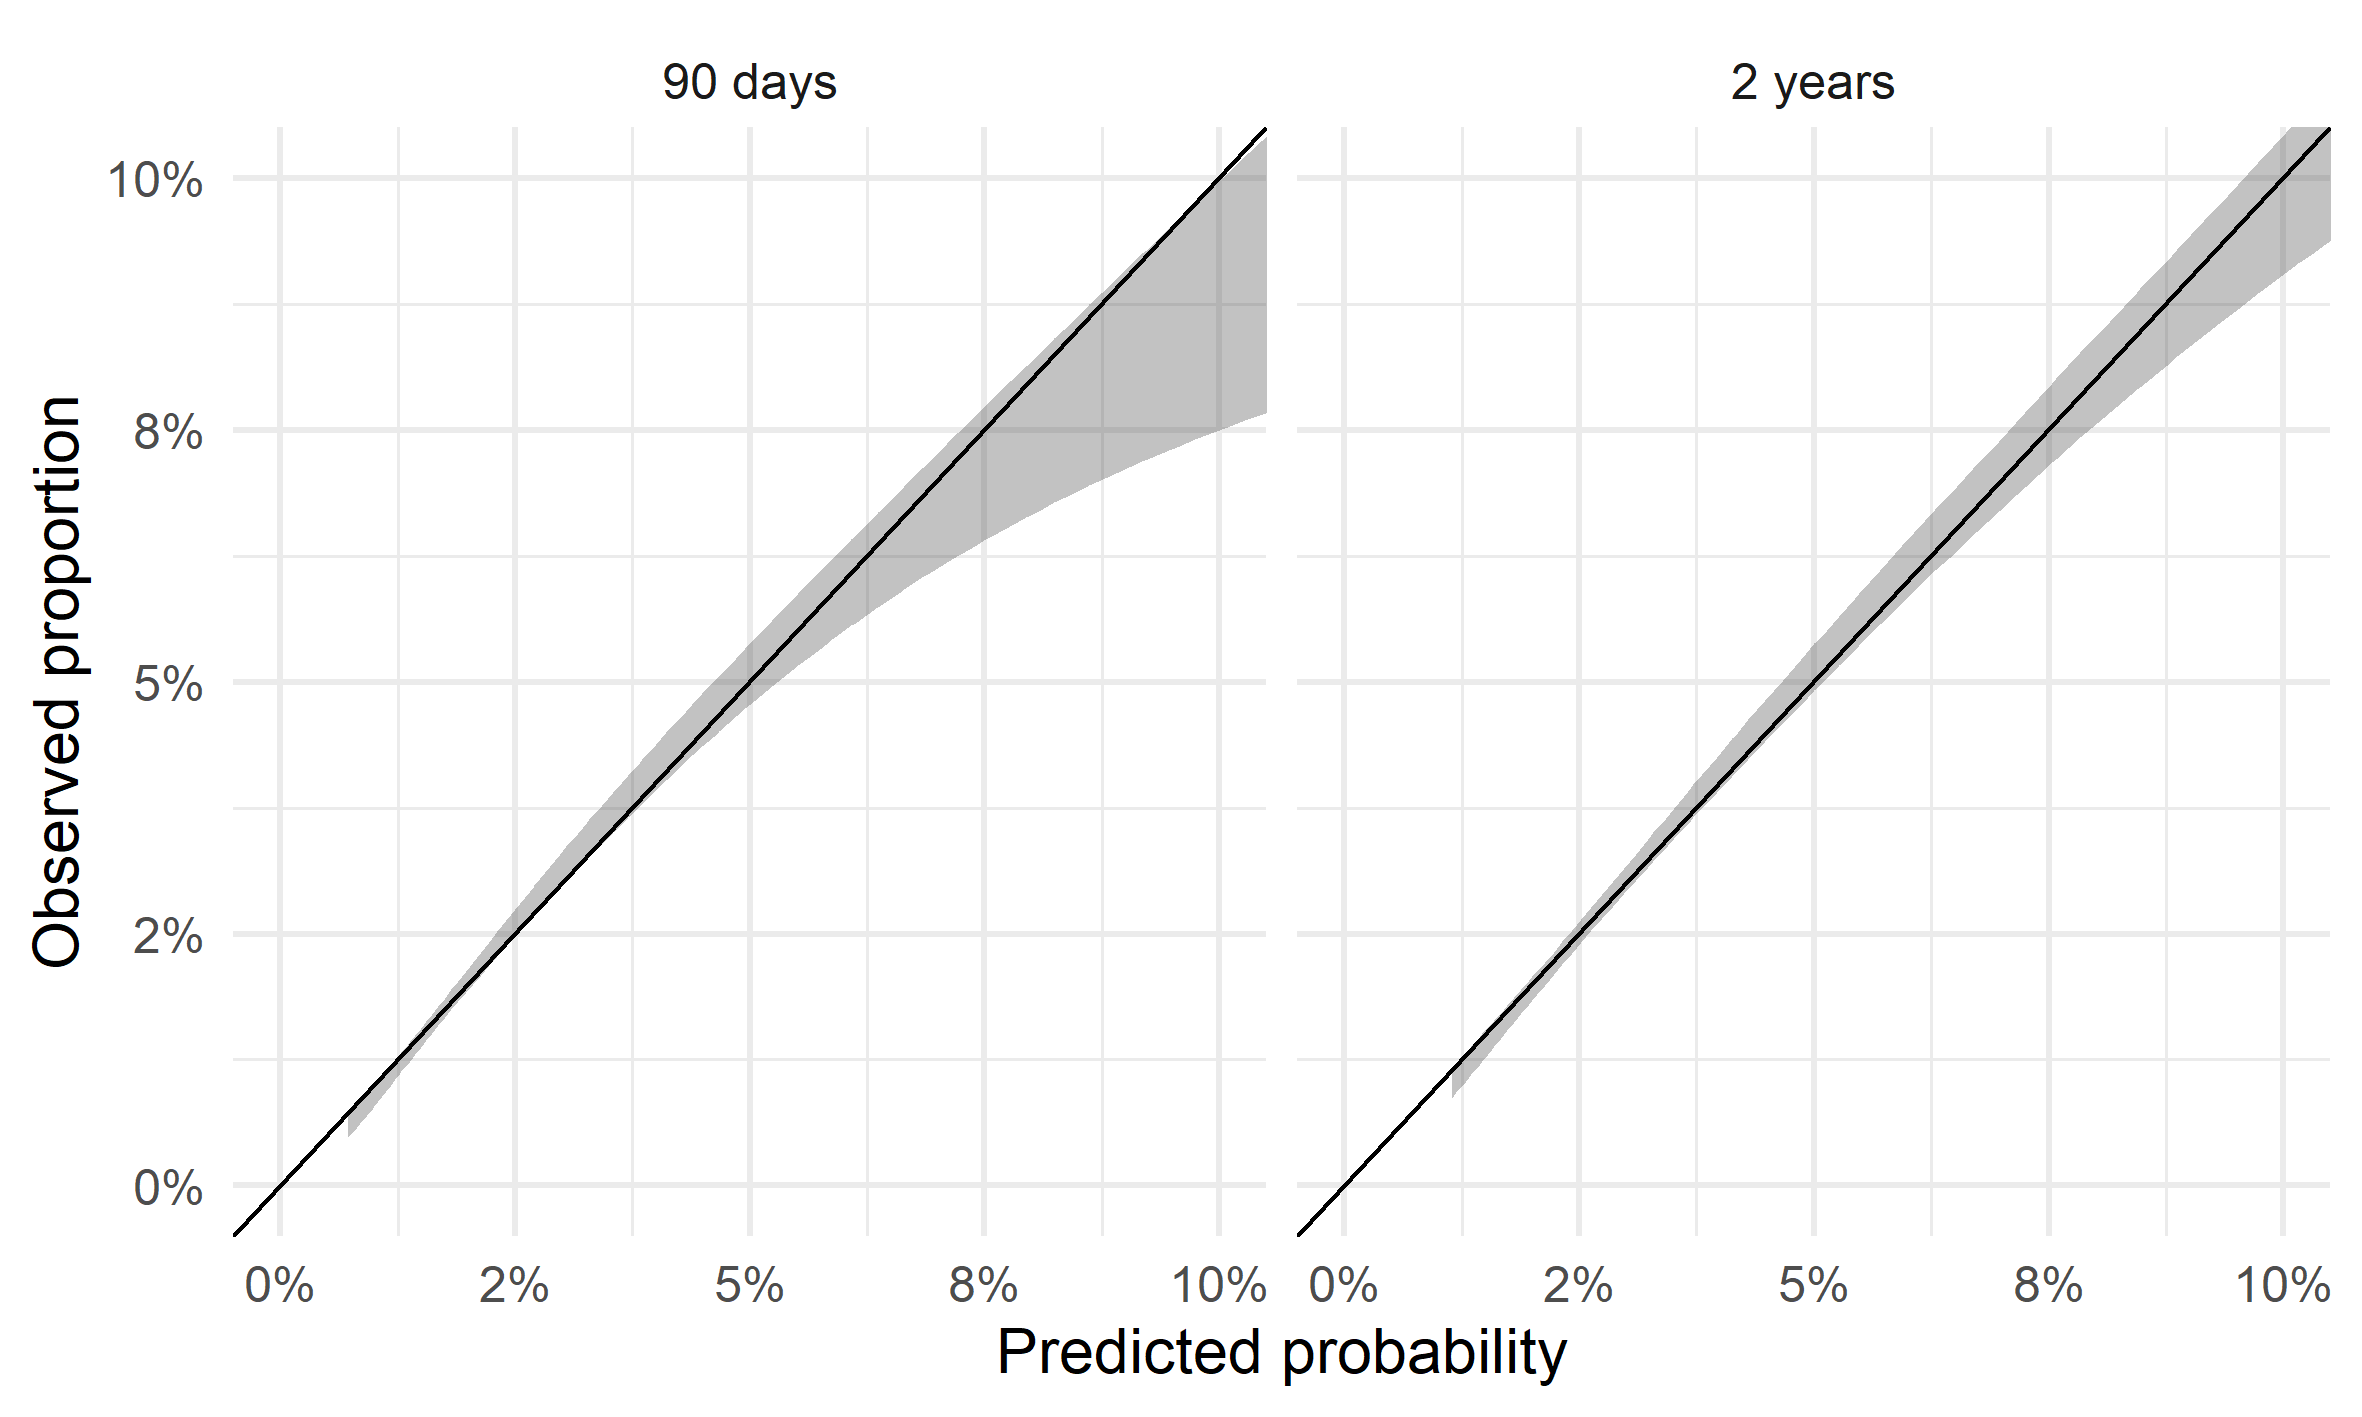 90 days
2 years
Observed proportion
10%
8%
5%
2%
0%
0% 2% 5% 8% 10%
0% 2% 5% 8% 10%
Predicted probability